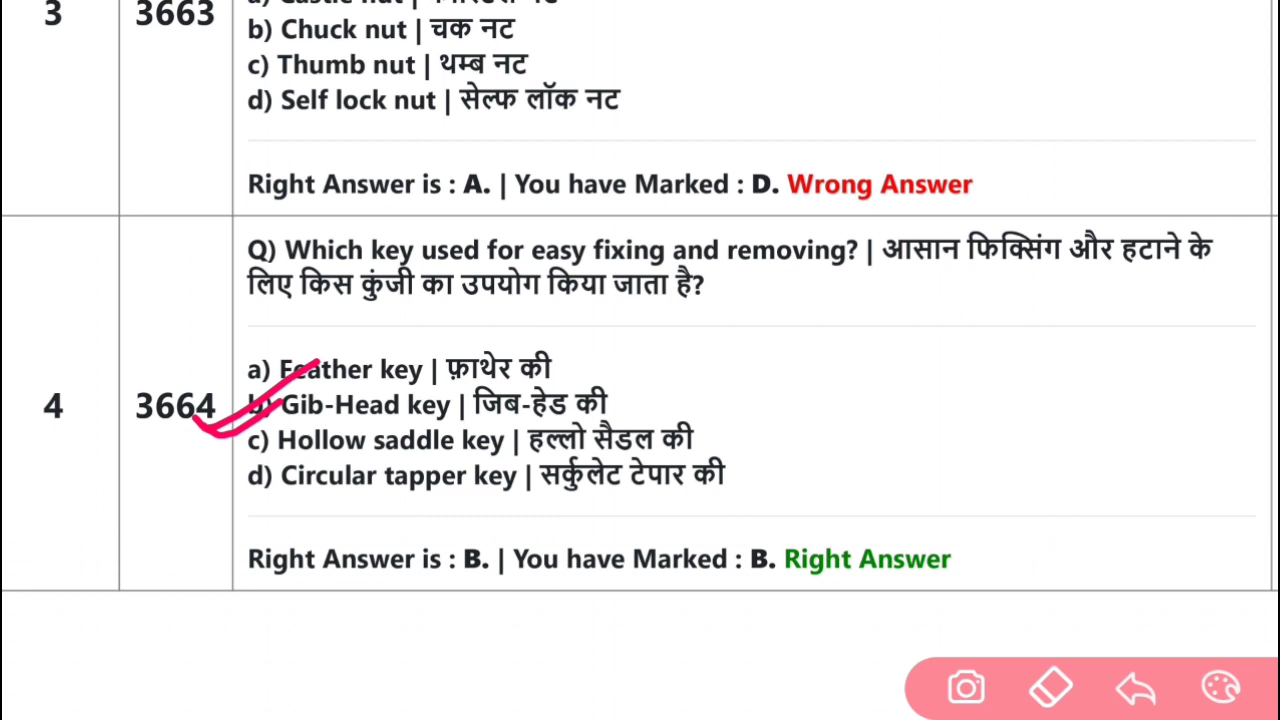 3
3663
b) Chuck nut | चक नट
c) Thumb nut | थम्ब नट
d) Self lock nut | सेल्फ लॉक नट
Right Answer is : A. | You have Marked : D. Wrong Answer
Q) Which key used for easy fixing and removing? | आसान फिक्सिंग और हटाने के
लिए किस कुंजी का उपयोग किया जाता है?
4
3664
a) Feather key | फ़ाथेर की
b) Gib-Head key | जिब-हेड की
c) Hollow saddle key | हल्लो सैडल की
d) Circular tapper key | सर्कुलेट टेपार की
Right Answer is : B. | You have Marked : B. Right Answer